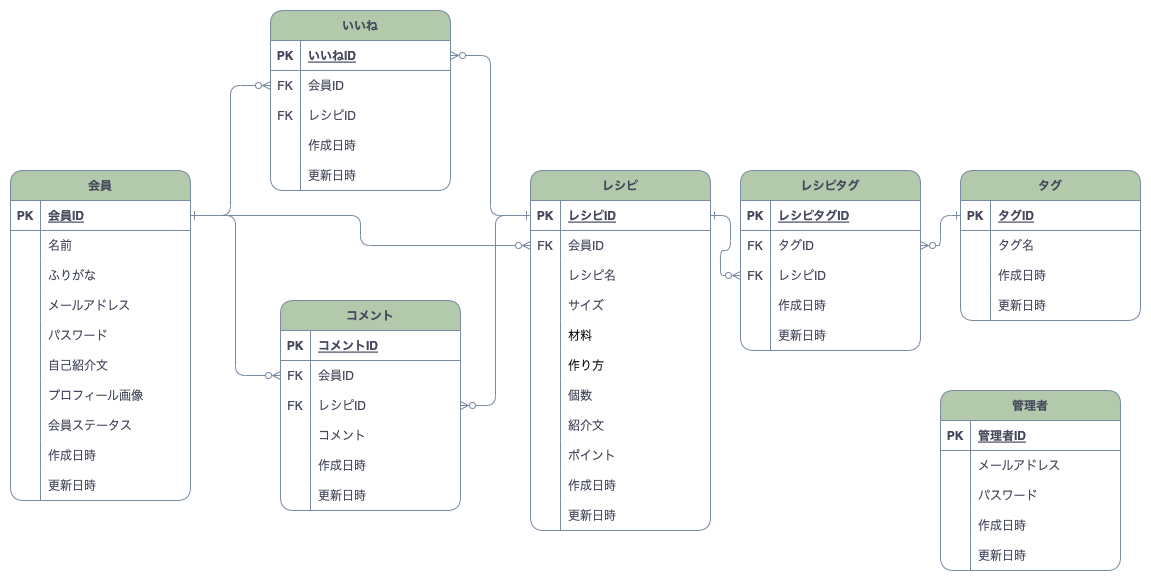 いいね
PK いいねID
FK 会員ID
FK レシピID
作成日時
更新日時
会員
PK 会員ID
名前
ふりがな
メールアドレス
パスワード
自己紹介文
プロフィール画像
会員ステータス
作成日時
更新日時
コメント
PK コメントID
FK 会員ID
FK レシピID
コメント
作成日時
更新日時
レシピ
PK レシピID
FK 会員ID
レシピ名
サイズ
材料
作り方
個数
紹介文
ポイント
作成日時
更新日時
レシピタグ
PK レシピタグID
FK タグID
FK レシピID
作成日時
更新日時
タグ
PK タグID
タグ名
作成日時
更新日時
管理者
PK 管理者ID
メールアドレス
パスワード
作成日時
更新日時